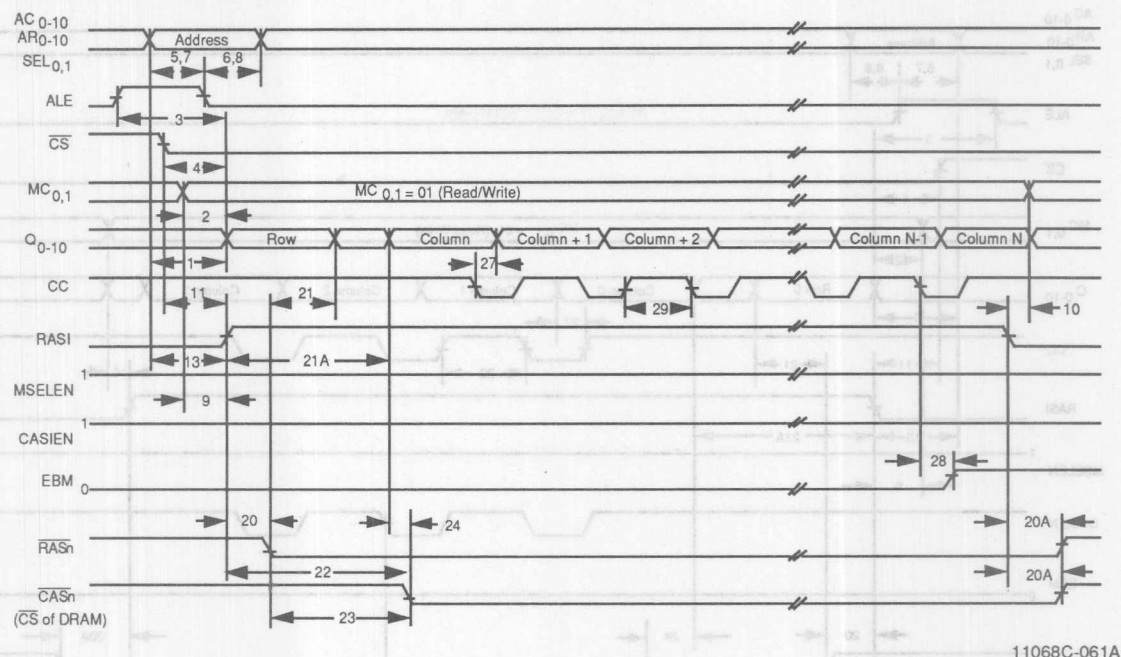 AC 0-10
AR0-10 Address
SEL0,1 5,7 6,8
ALE
3
CS
4
MC0,1 MC 0,1 = 01 (Read/Write)
2
Q0-10 Row Column Column + 1 Column + 2 Column N-1 Column N
1 27
CC 11 21 29 10
RASI
13 21A
1
MSELEN
9
1
CASIEN
28
EBM 0
20 24 20A
RASn
22 20A
CASn
23
(CS of DRAM)
11068C-061A